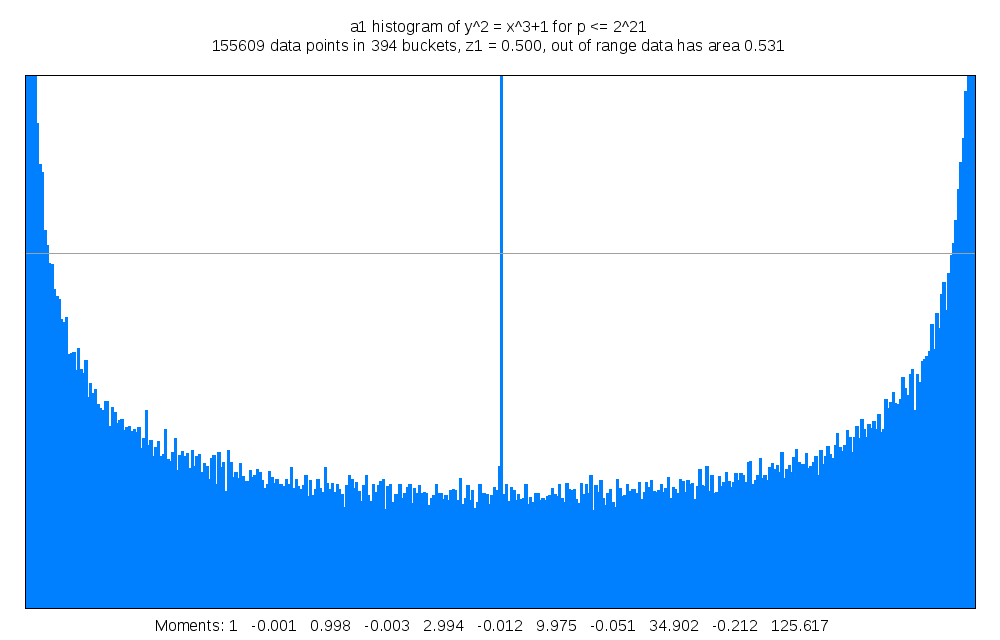 a1 histogram of y^2 = x^3+1 for p <= 2^21
155609 data points in 394 buckets, z1 = 0.500, out of range data has area 0.531
Moments: 1 -0.001 0.998 -0.003 2.994 -0.012 9.975 -0.051 34.902 -0.212 125.617